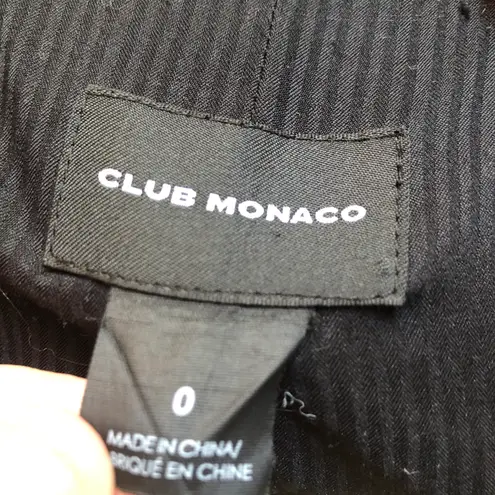 CLUB MONACO
0
MADE IN CHINA/
BRIQUÉ EN CHINE